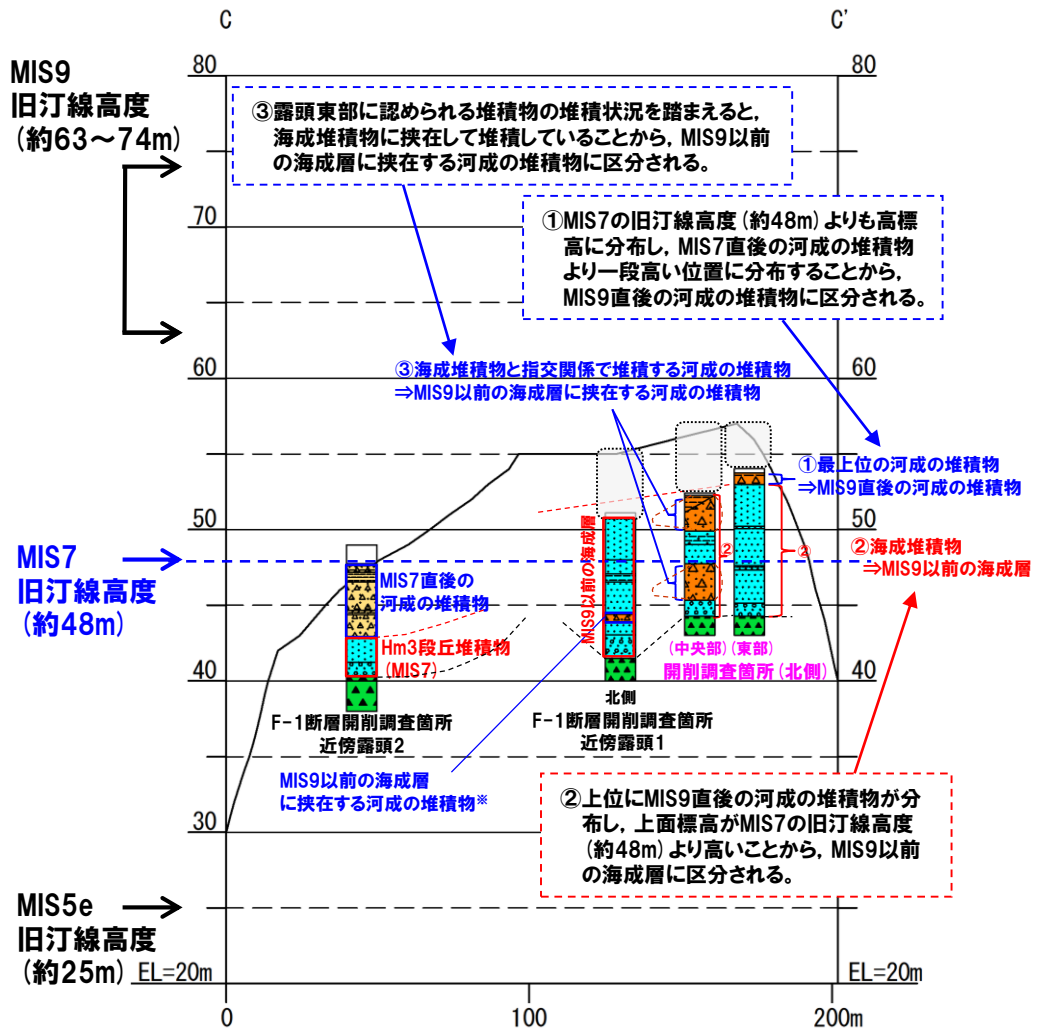 C
C'
MIS9
旧汀線高度
(約63～74m)
80
80
③露頭東部に認められる堆積物の堆積状況を踏まえると,
海成堆積物に挟在して堆積していることから, MIS9以前
の海成層に挟在する河成の堆積物に区分される。
70
70
①MIS7の旧汀線高度(約48m)よりも高標
高に分布し, MIS7直後の河成の堆積物
より一段高い位置に分布することから,
MIS9直後の河成の堆積物に区分される。
60
60
③海成堆積物と指交関係で堆積する河成の堆積物
⇒MIS9以前の海成層に挟在する河成の堆積物
①最上位の河成の堆積物
⇒MIS9直後の河成の堆積物
50
50
MIS7
旧汀線高度
(約48m)
MIS7直後の
河成の堆積物
MIS9以前の海成層
②
②
②海成堆積物
⇒MIS9以前の海成層
Hm3段丘堆積物
(MIS7)
(中央部)(東部)
開削調査箇所(北側)
40
40
F-1断層開削調査箇所
近傍露頭2
北側
F-1断層開削調査箇所
近傍露頭1
MIS9以前の海成層
に挟在する河成の堆積物※
②上位にMIS9直後の河成の堆積物が分
布し, 上面標高がMIS7の旧汀線高度
(約48m)より高いことから, MIS9以前
の海成層に区分される。
30
MIS5e
旧汀線高度
(約25m)
EL=20m
EL=20m
0
100
200m